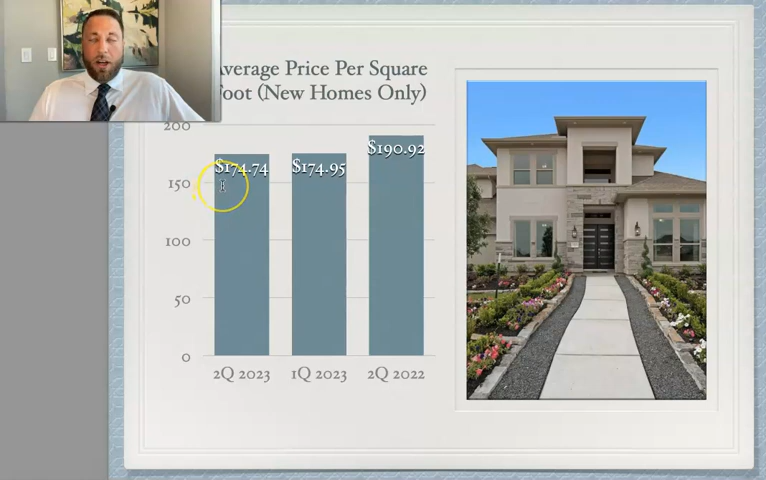 Average Price Per Square
Foot (New Homes Only)
200
150
100
50
0
$174.74
$174.95
$190.92
2Q 2023
1Q 2023
2Q 2022